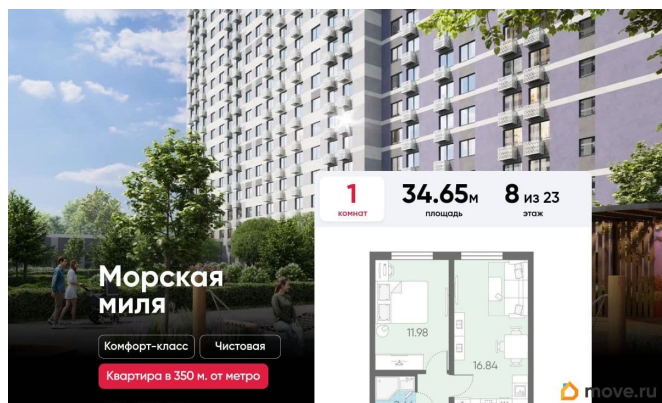 1
комнат
34.65м
площадь
8 из 23
этаж
Морская
миля
Комфорт-класс
Чистовая
Квартира в 350 м. от метро
11.98
16.84
move.ru